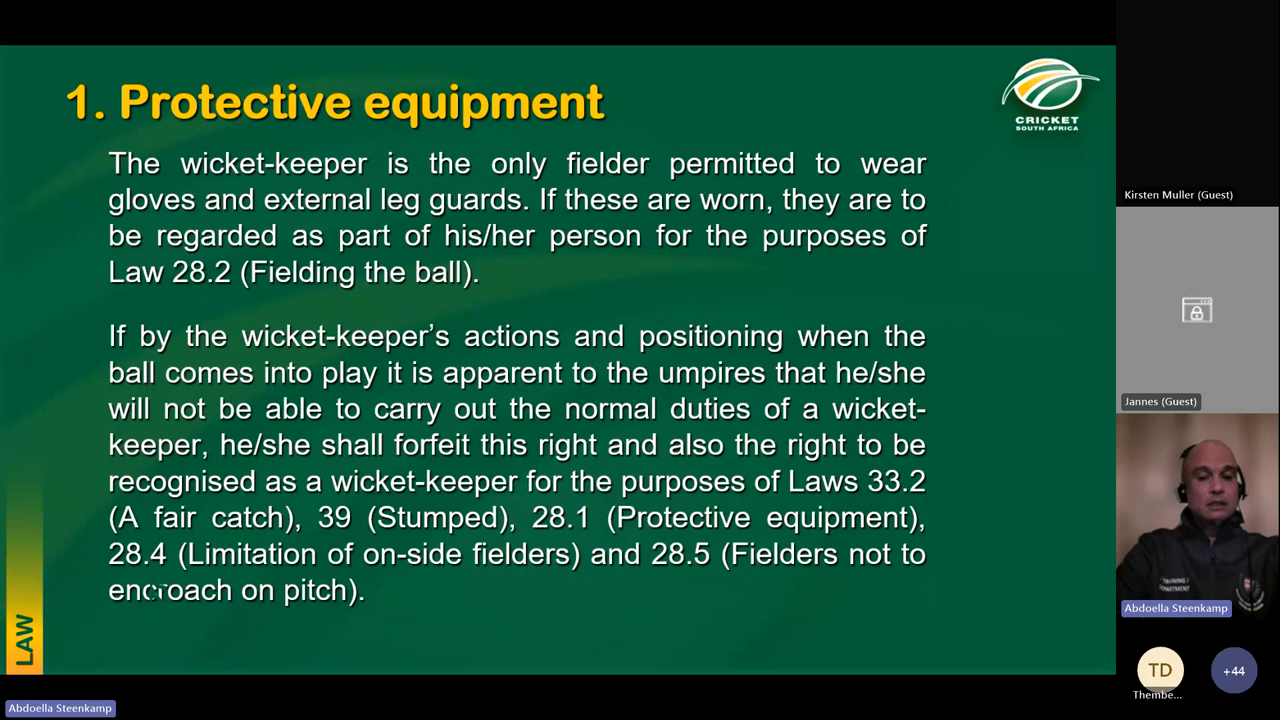 1. Protective equipment
CRICKET
SOUTH AFRICA
The wicket-keeper is the only fielder permitted to wear
gloves and external leg guards. If these are worn, they are to
be regarded as part of his/her person for the purposes of
Law 28.2 (Fielding the ball).
If by the wicket-keeper’s actions and positioning when the
ball comes into play it is apparent to the umpires that he/she
will not be able to carry out the normal duties of a wicket-
keeper, he/she shall forfeit this right and also the right to be
recognised as a wicket-keeper for the purposes of Laws 33.2
(A fair catch), 39 (Stumped), 28.1 (Protective equipment),
28.4 (Limitation of on-side fielders) and 28.5 (Fielders not to
encroach on pitch).
LAW
Abdoella Steenkamp
Kirsten Muller (Guest)
Jannes (Guest)
TRAINING
DEPARTMENT
Abdoella Steenkamp
TD
Thembe...
+44